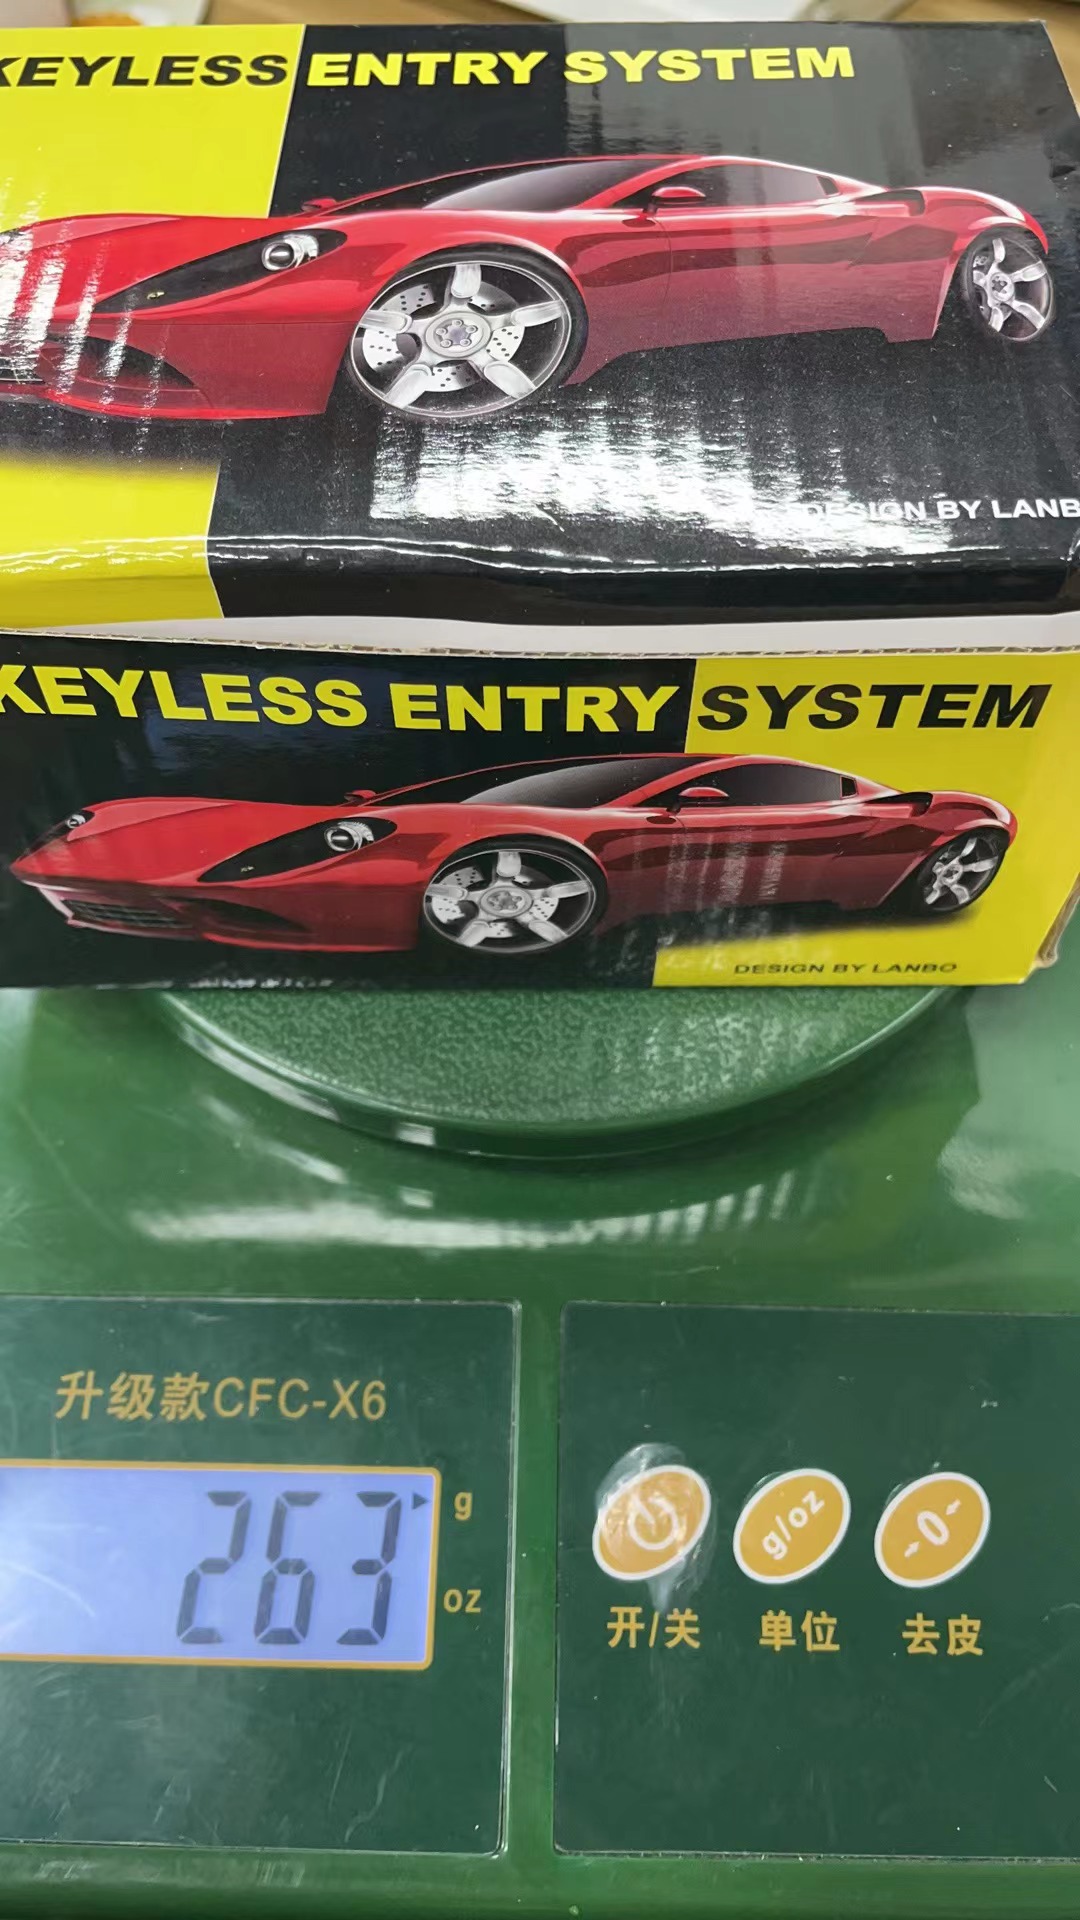 KEYLESS ENTRY SYSTEM
DESIGN BY LANB
KEYLESS ENTRY SYSTEM
DESIGN BY LANBO
升级款CFC-X6
263
g
oz
g/oz
→0←
开/关
单位
去皮